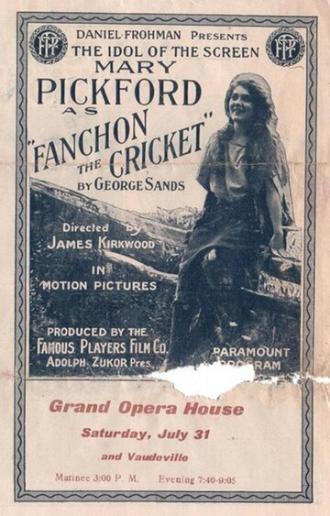 DANIEL FROHMAN PRESENTS
THE IDOL OF THE SCREEN
MARY
PICKFORD
AS
"FANCHON
THE CRICKET"
BY GEORGE SANDS
Directed by
JAMES KIRKWOOD
IN
MOTION PICTURES
PRODUCED BY THE
FAMOUS PLAYERS FILM CO.
ADOLPH ZUKOR Pres.
PARAMOUNT
PROGRAM
Grand Opera House
Saturday, July 31
and Vaudeville
Matinee 3:00 P. M. Evening 7:40-9:05